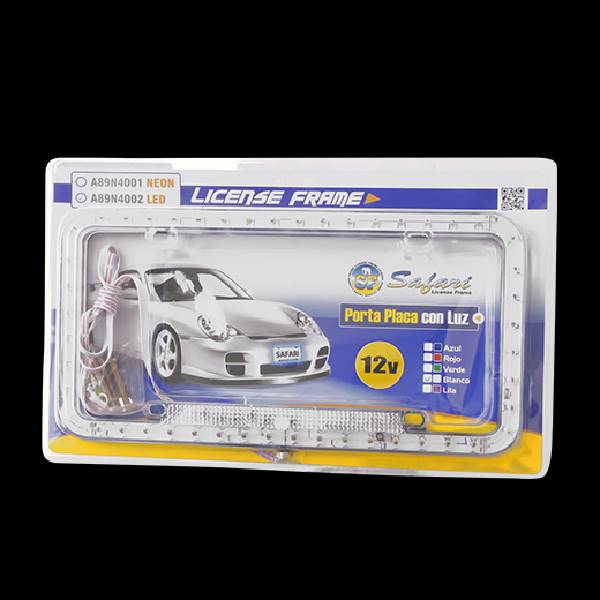 A89N4001 NEON
A89N4002 LED
LICENSE FRAME
Safari
License Frame
Porta Placa con Luz
12v
Azul
Rojo
Verde
Blanco
Lila
SAFARI